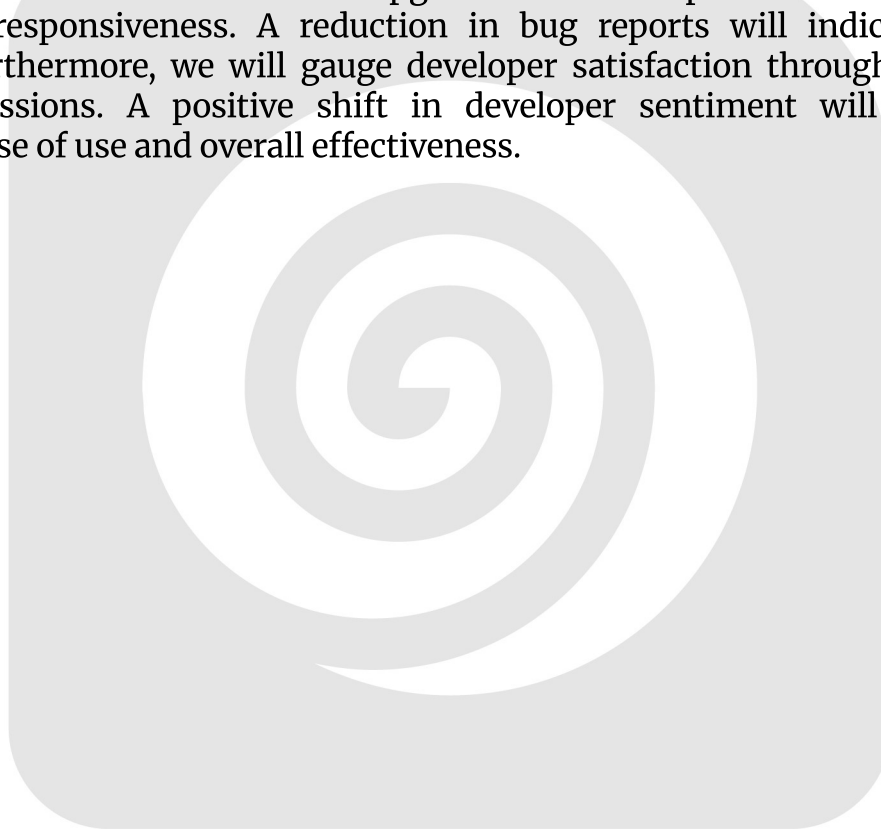 responsiveness. A reduction in bug reports will indic
rthermore, we will gauge developer satisfaction through
ssions. A positive shift in developer sentiment will
se of use and overall effectiveness.